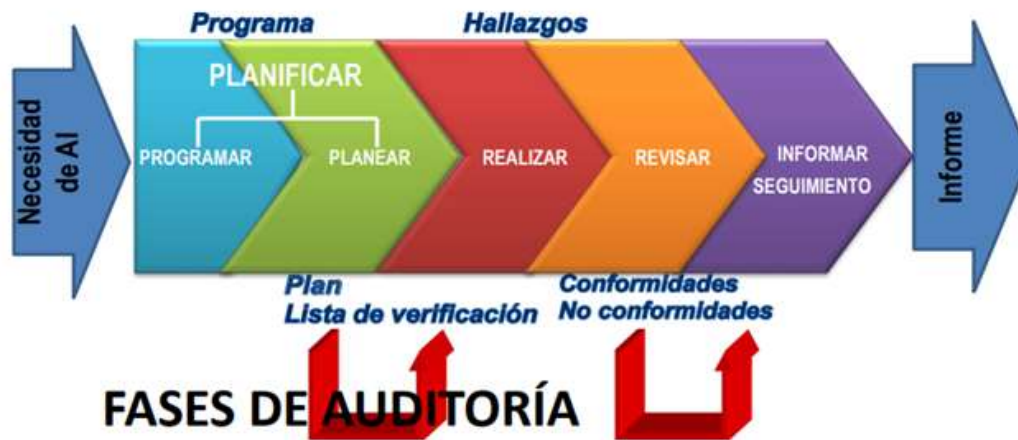 Programa
Hallazgos
Necesidad
de AI
PLANIFICAR
PROGRAMAR
PLANEAR
REALIZAR
REVISAR
INFORMAR
SEGUIMIENTO
Informe
Plan
Lista de verificación
Conformidades
No conformidades
FASES DE AUDITORÍA